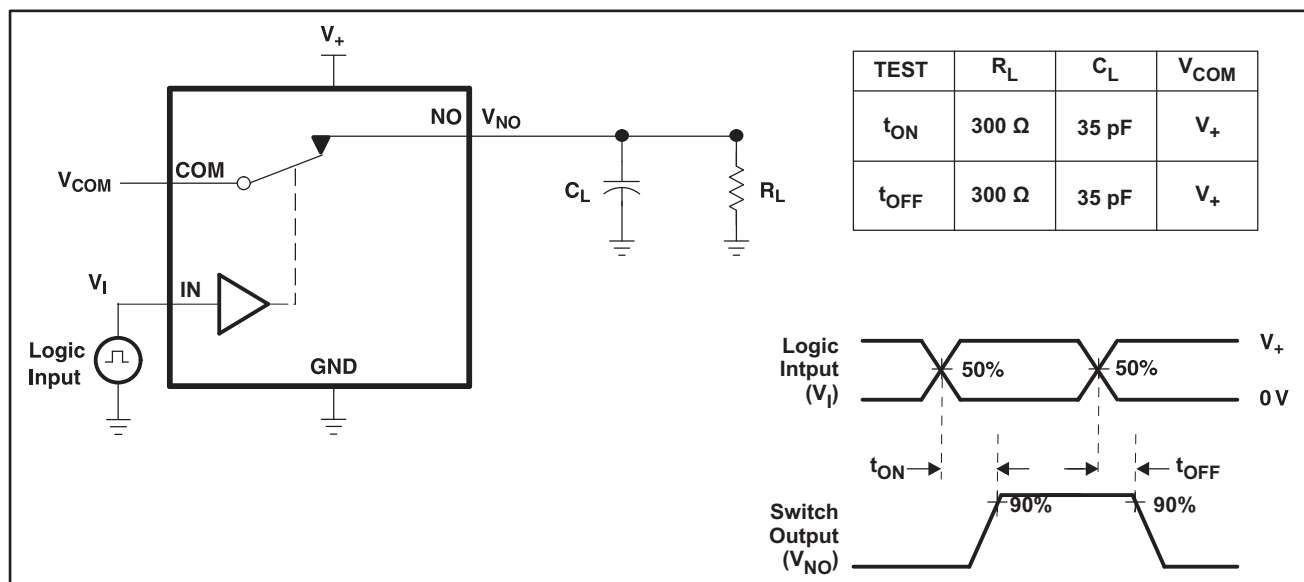 V+
NO
VNO
COM
VCOM
CL
RL
VI
IN
Logic
Input
GND
TEST RL CL VCOM
tON 300 Ω 35 pF V+
tOFF 300 Ω 35 pF V+
Logic
Intput
(VI)
50%
50%
V+
0 V
tON
tOFF
Switch
Output
(VNO)
90%
90%